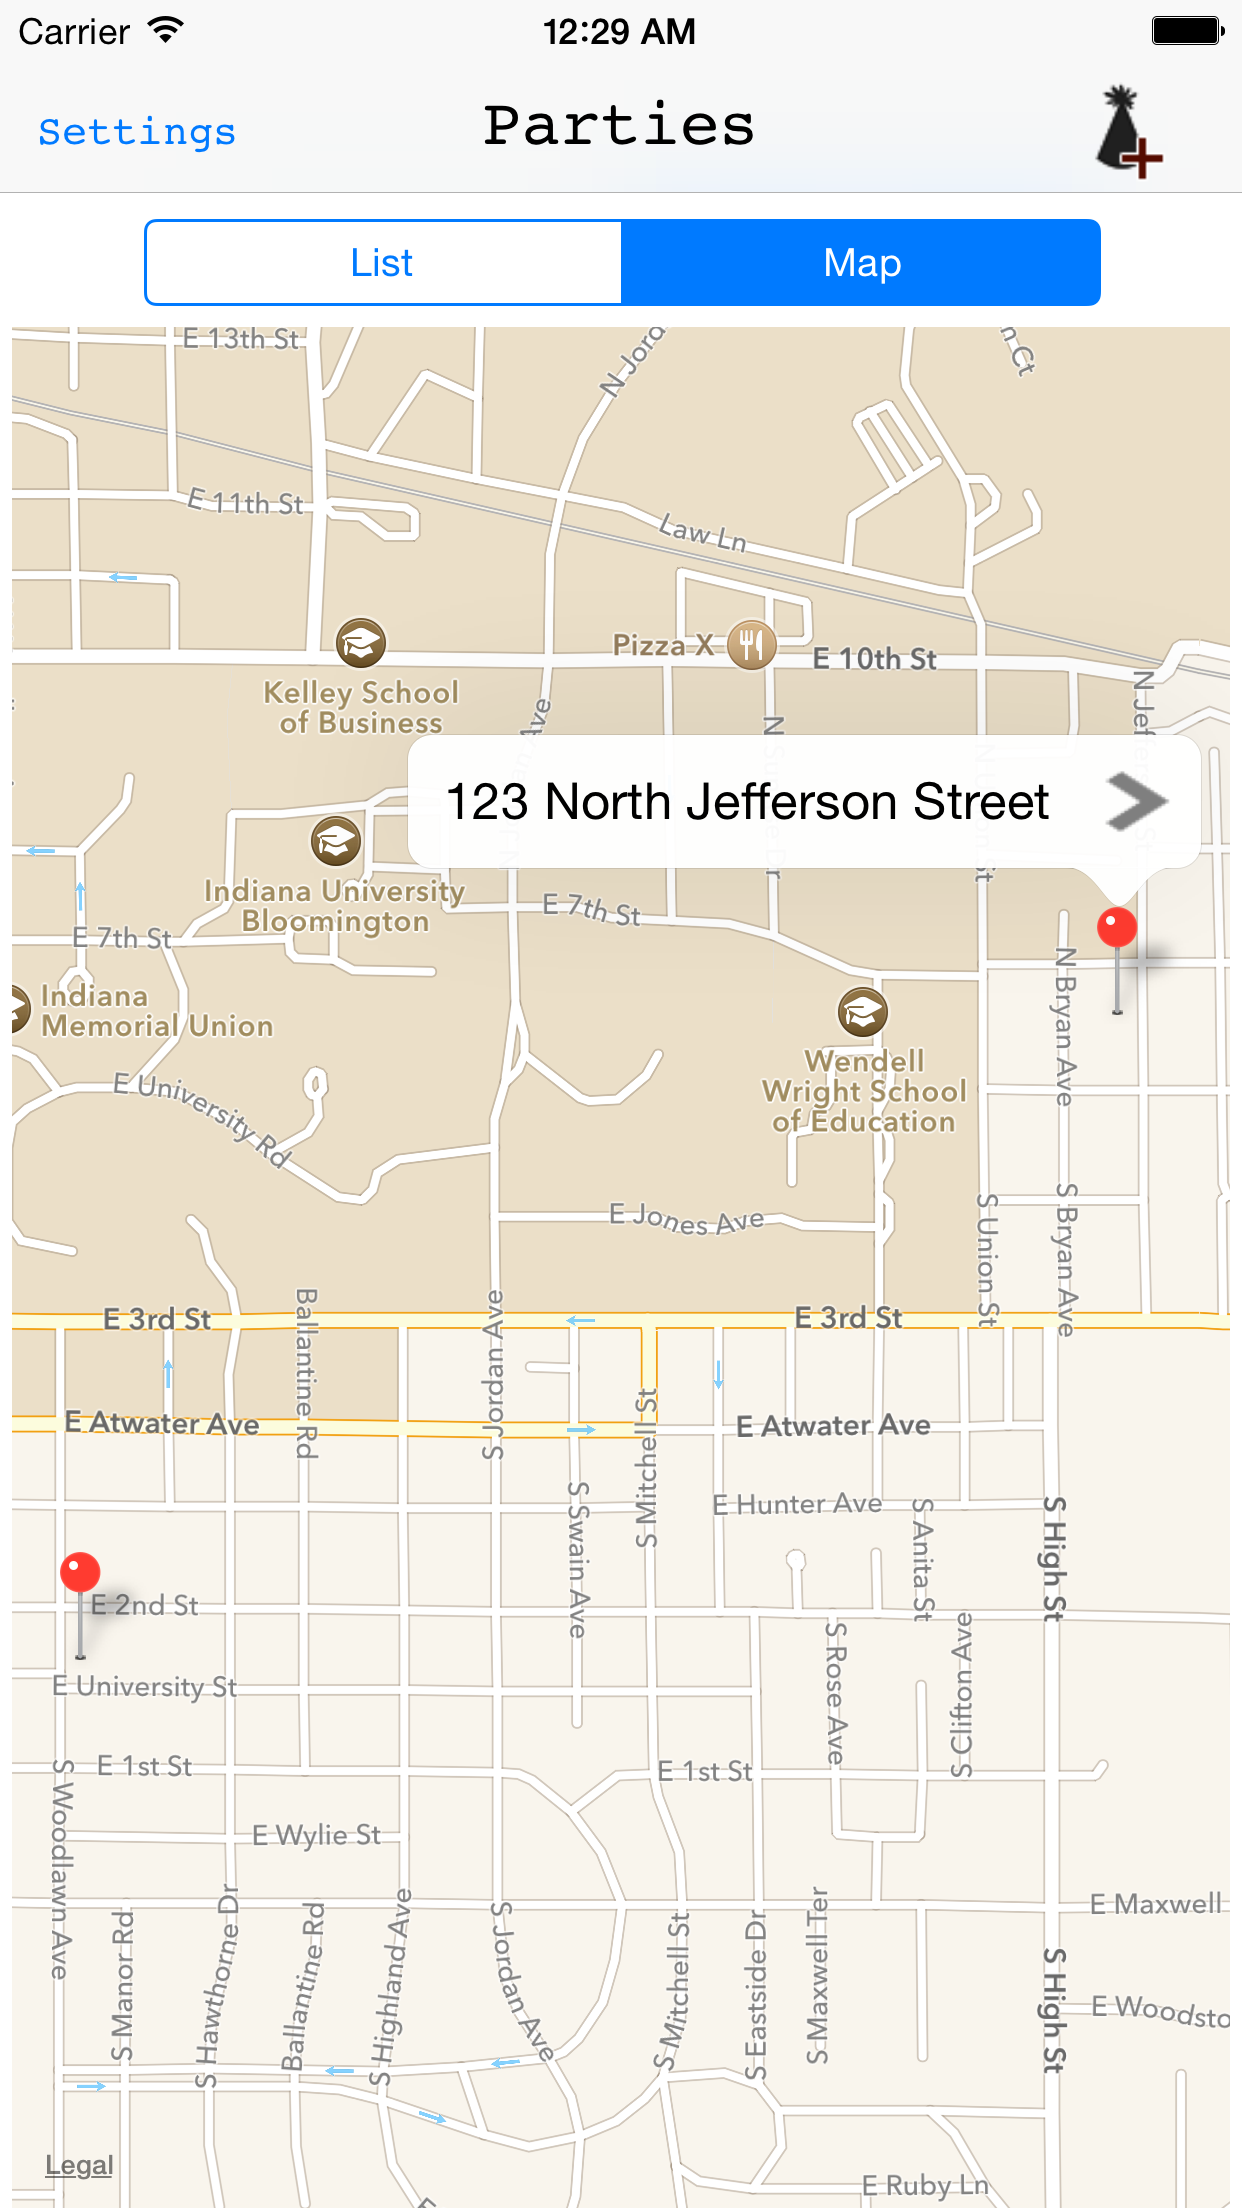 Carrier
12:29 AM
Settings
Parties
List
Map
E 13th St
N Jord
n Ct
E 11th St
Law Ln
Pizza X
E 10th St
Kelley School
of Business
N Jeff
Ave
123 North Jefferson Street
Indiana University
Bloomington
E 7th St
E 7th St
Indiana
Memorial Union
N Bryan Ave
Wendell
Wright School
of Education
E University Rd
E Jones Ave
S Union St
S Bryan Ave
E 3rd St
E 3rd St
Ballantine Rd
S Jordan Ave
S Mitchell St
E Atwater Ave
E Atwater Ave
S Swain Ave
E Hunter Ave
S Anita St
S High St
E 2nd St
S Rose Ave
S Clifton Ave
E University St
E 1st St
E 1st St
S Woodlawn Ave
E Wylie St
E Maxwell
S Manor Rd
S Hawthorne Dr
Ballantine Rd
S Highland Ave
S Jordan Ave
S Mitchell St
S Eastside Dr
S Maxwell Ter
S High St
E Woodsto
Legal
E Ruby Ln